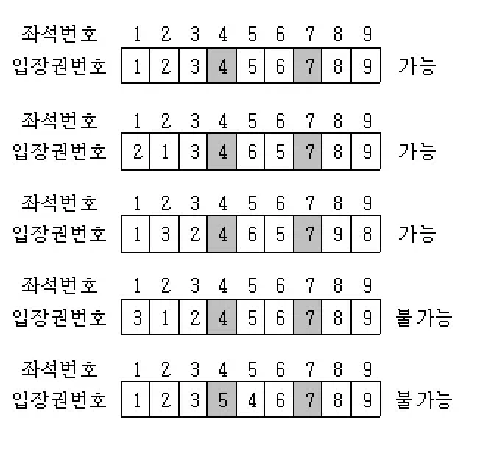 좌석번호 1 2 3 4 5 6 7 8 9
입장권번호 1 2 3 4 5 6 7 8 9 가능
좌석번호 1 2 3 4 5 6 7 8 9
입장권번호 2 1 3 4 6 5 7 8 9 가능
좌석번호 1 2 3 4 5 6 7 8 9
입장권번호 1 3 2 4 6 5 7 9 8 가능
좌석번호 1 2 3 4 5 6 7 8 9
입장권번호 3 1 2 4 5 6 7 8 9 불가능
좌석번호 1 2 3 4 5 6 7 8 9
입장권번호 1 2 3 5 4 6 7 8 9 불가능